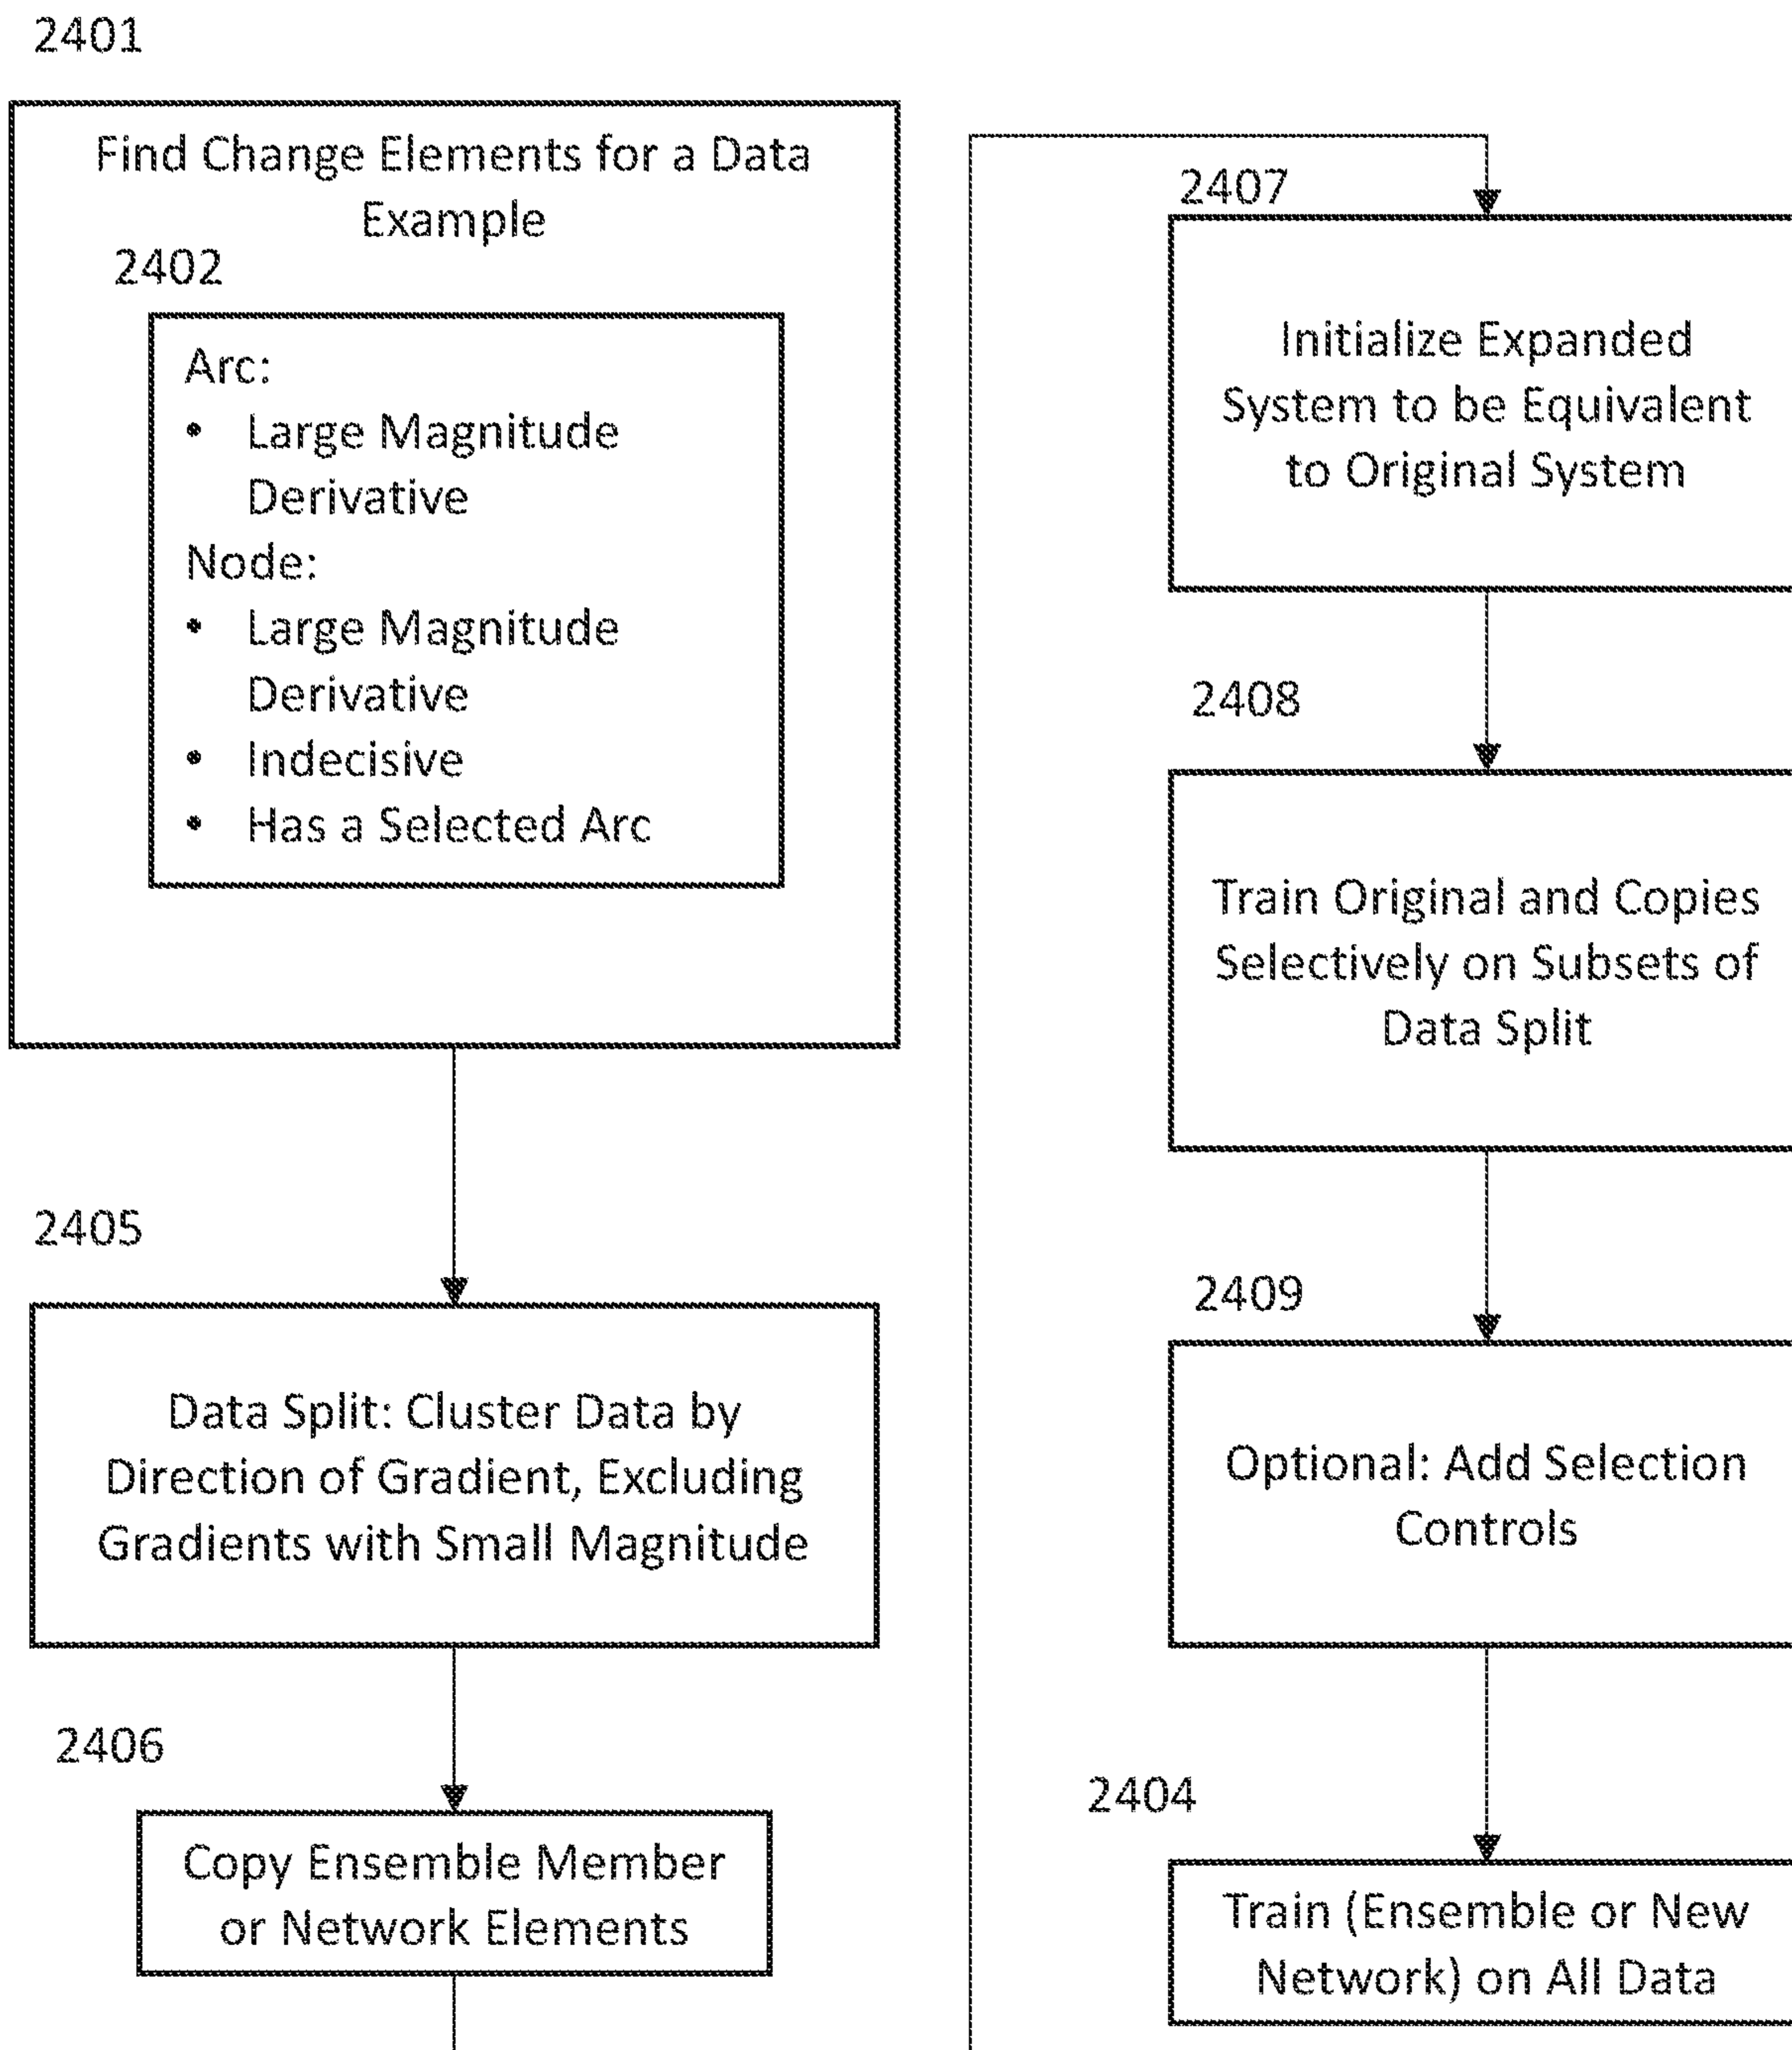 2401
Find Change Elements for a Data
Example
2402
Arc:
• Large Magnitude
Derivative
Node:
• Large Magnitude
Derivative
• Indecisive
• Has a Selected Arc
2405
Data Split: Cluster Data by
Direction of Gradient, Excluding
Gradients with Small Magnitude
2406
Copy Ensemble Member
or Network Elements
2407
Initialize Expanded
System to be Equivalent
to Original System
2408
Train Original and Copies
Selectively on Subsets of
Data Split
2409
Optional: Add Selection
Controls
2404
Train (Ensemble or New
Network) on All Data